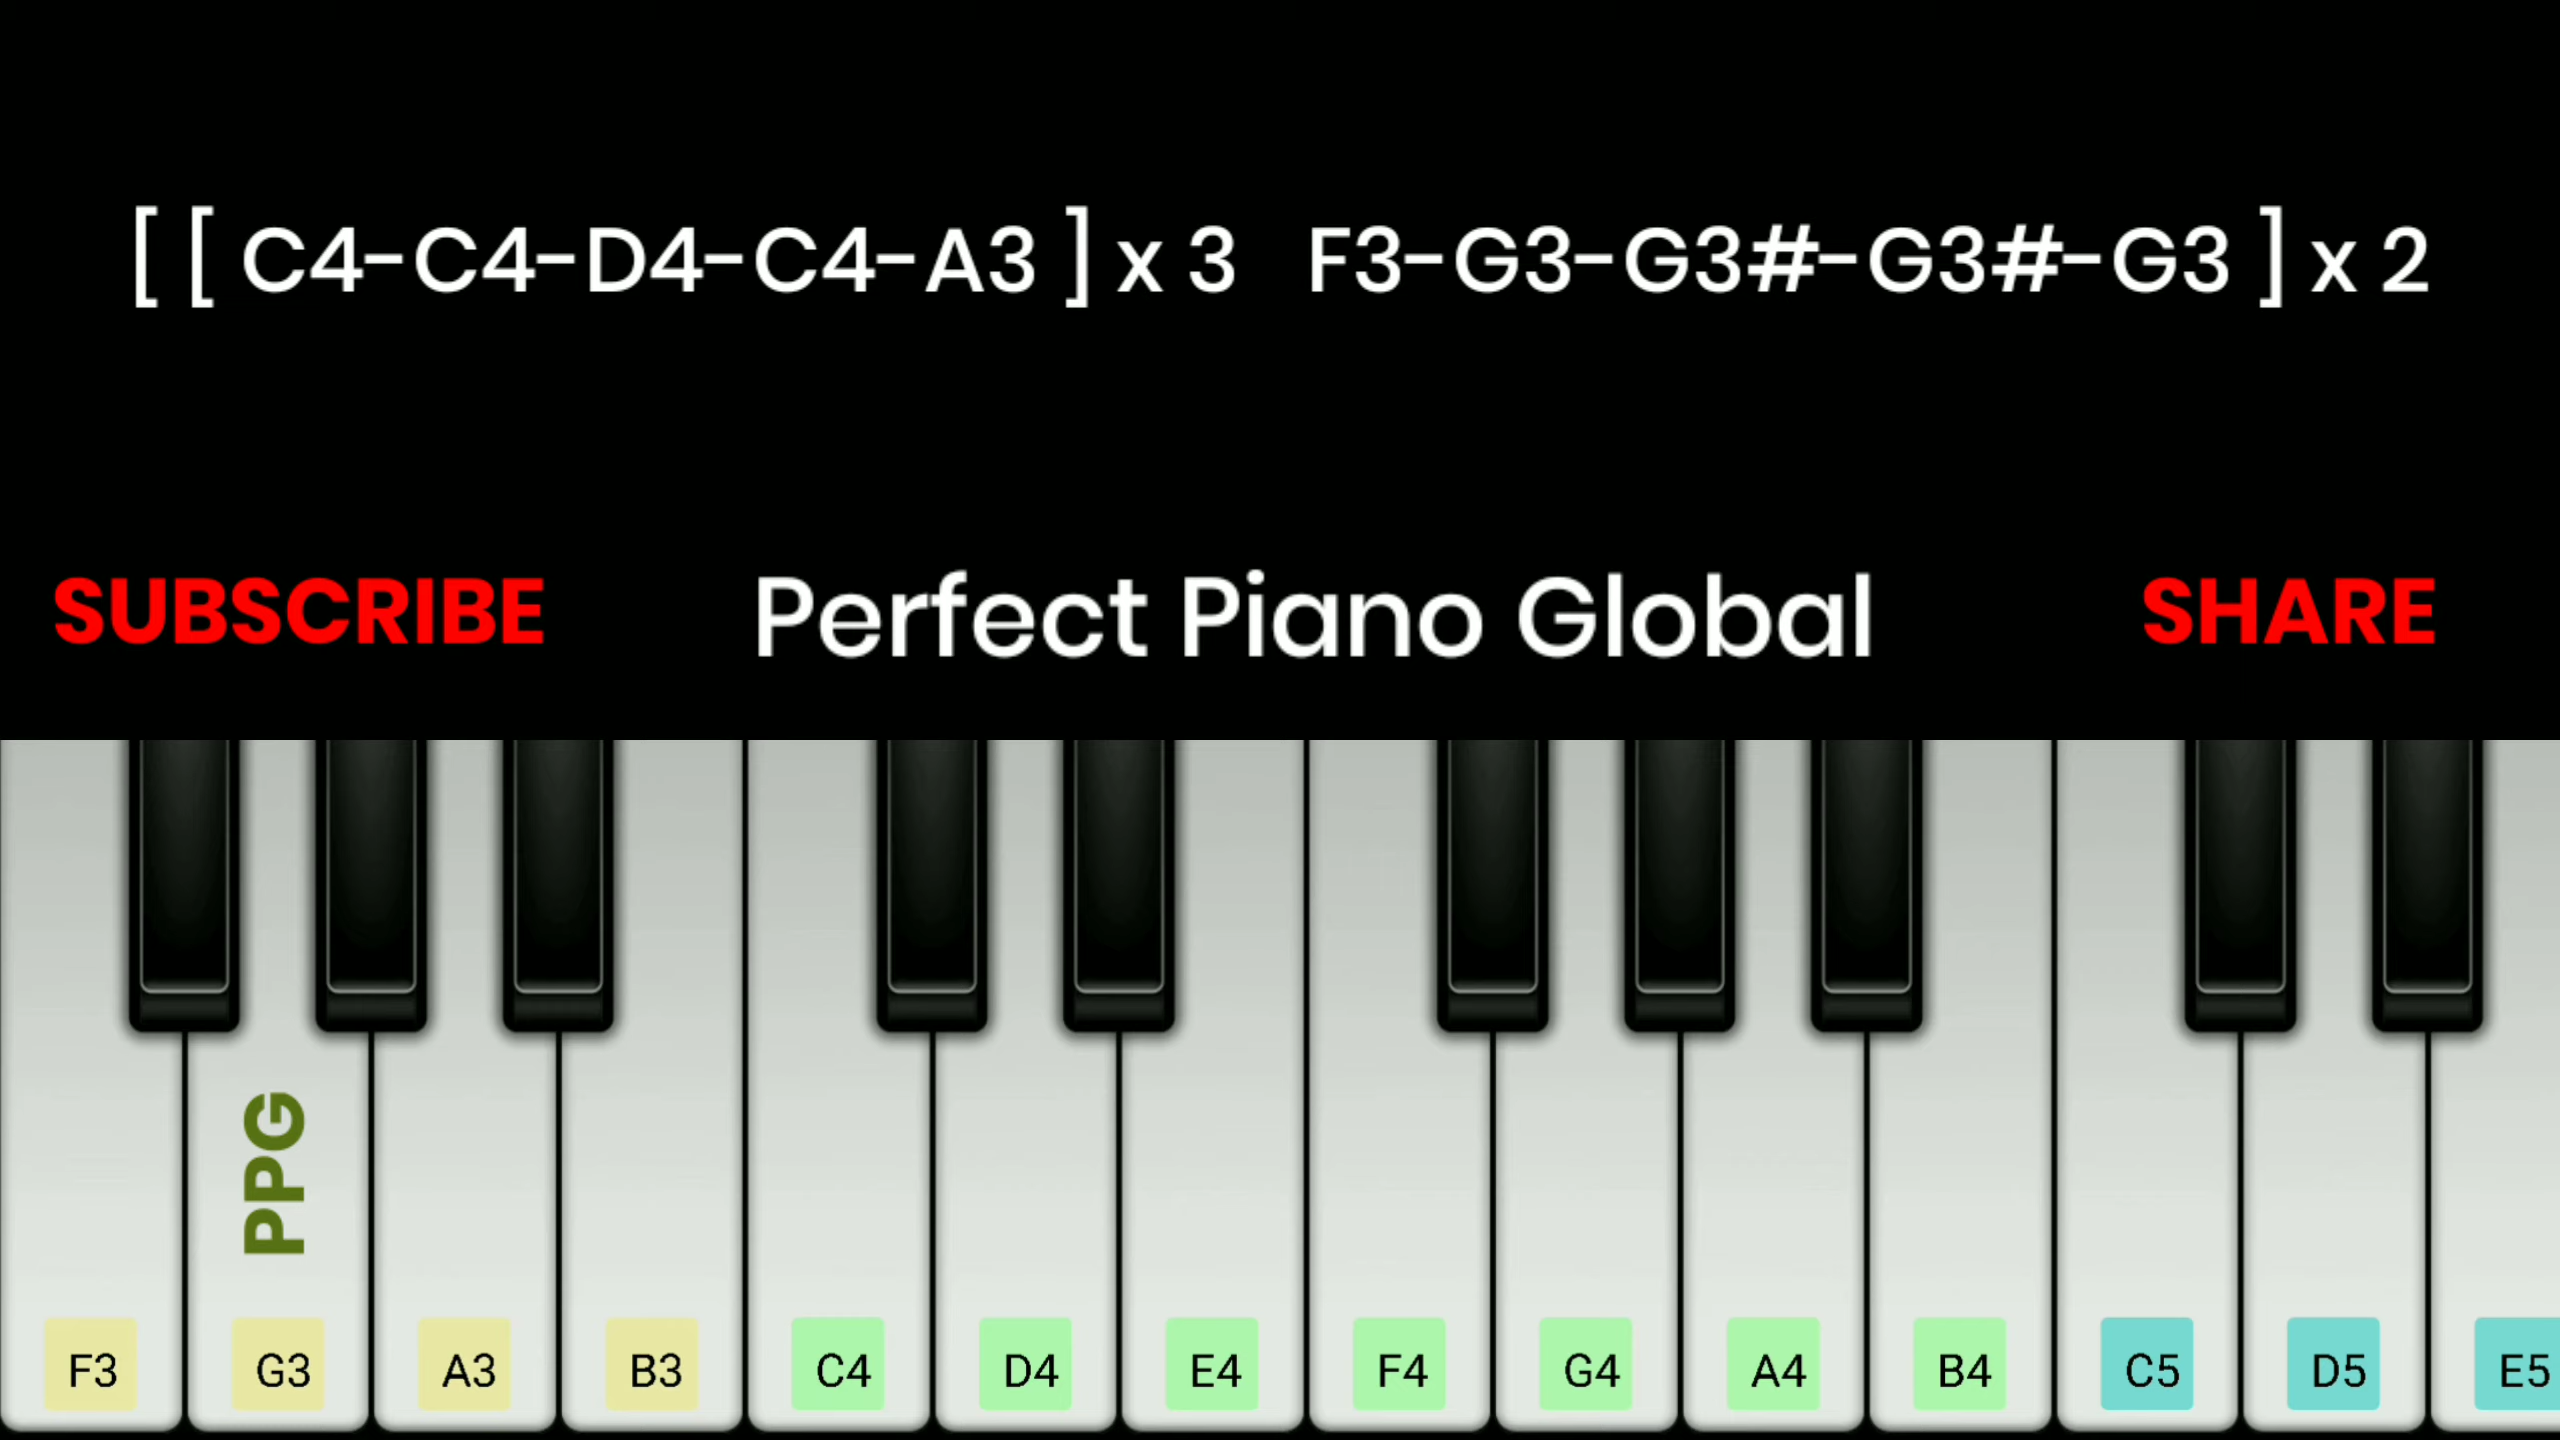 [ [ C4-C4-D4-C4-A3 ] x 3   F3-G3-G3#-G3#-G3 ] x 2
SUBSCRIBE Perfect Piano Global SHARE
PPG
F3 G3 A3 B3 C4 D4 E4 F4 G4 A4 B4 C5 D5 E5